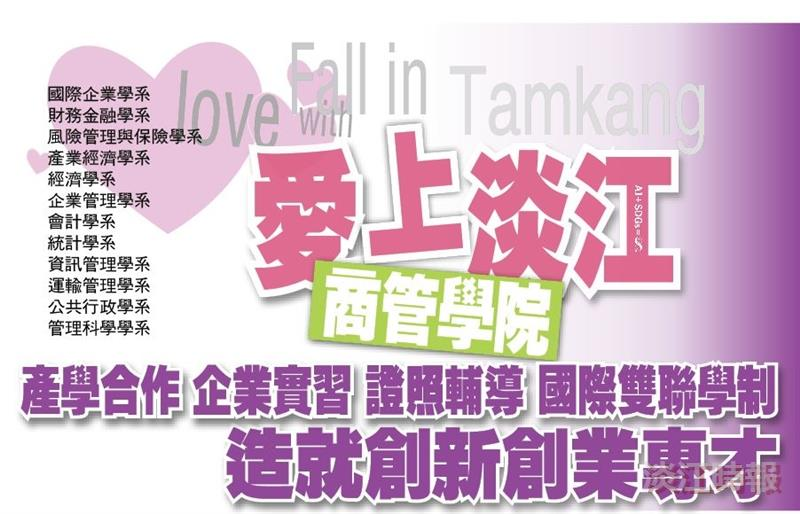 Fall in
love with Tamkang
國際企業學系
財務金融學系
風險管理與保險學系
產業經濟學系
經濟學系
企業管理學系
會計學系
統計學系
資訊管理學系
運輸管理學系
公共行政學系
管理科學學系
愛上淡江
AI+SDGs=∞
商管學院
產學合作 企業實習 證照輔導 國際雙聯學制
造就創新創業專才
淡江時報